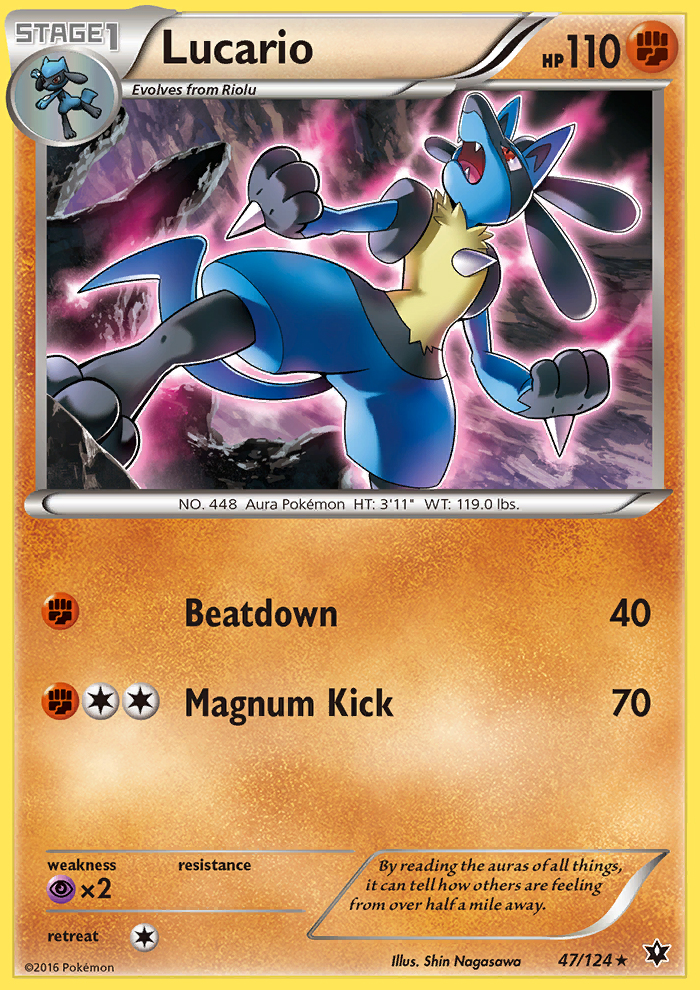 STAGE1
Lucario
HP110
Evolves from Riolu
NO. 448 Aura Pokémon HT: 3'11" WT: 119.0 lbs.
Beatdown 40
Magnum Kick 70
weakness resistance
×2
retreat
By reading the auras of all things,
it can tell how others are feeling
from over half a mile away.
Illus. Shin Nagasawa 47/124 ★
©2016 Pokémon